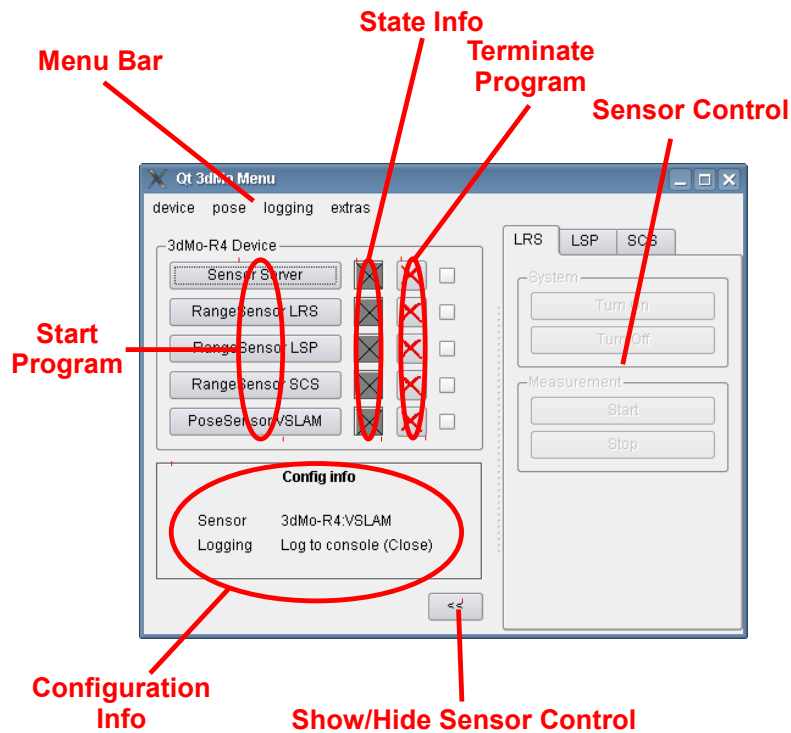 State Info
Terminate
Program
Menu Bar
Sensor Control
Qt 3dMo Menu
device pose logging extras
3dMo-R4 Device
Sensor Server
RangeSensor LRS
RangeSensor LSP
RangeSensor SCS
PoseSensor VSLAM
Start
Program
LRS LSP SCS
System
Turn On
Turn Off
Measurement
Start
Stop
Config info
Sensor 3dMo-R4:VSLAM
Logging Log to console (Close)
<<
Configuration
Info
Show/Hide Sensor Control